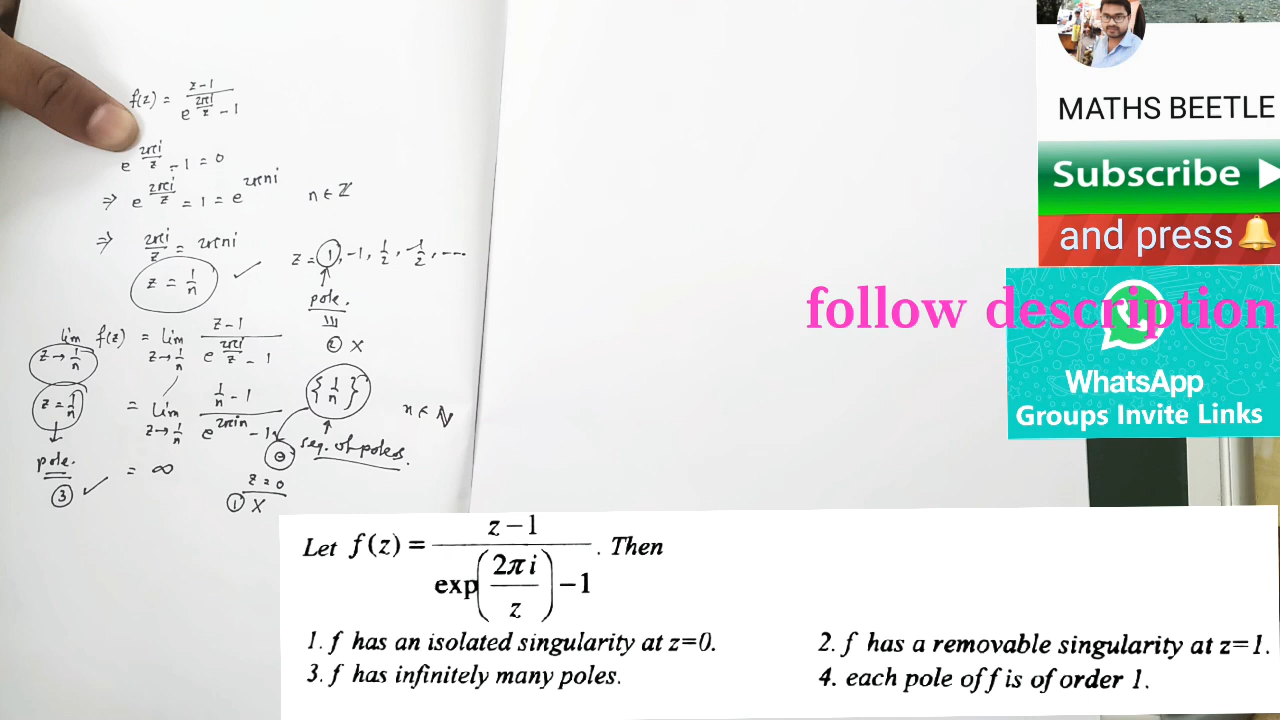 f(z) = z-1 / e^(2πi/z) - 1
e^(2πi/z) - 1 = 0
⇒ e^(2πi/z) = 1 = e^(2πni) n ∈ ℤ
⇒ 2πi/z = 2πni
z = 1/n ✓
z = 1, -1, 1/2, -1/2, ----
pole.
② ×
lim z→1/n f(z) = lim z→1/n z-1 / e^(2πi/z) - 1
z = 1/n = lim z→1/n 1/n - 1 / e^(2πin) - 1
{1/n} n ∈ ℕ
seq. of poles.
0
pole. = ∞
③ ✓
z = 0
① ×
MATHS BEETLE
Subscribe
and press
follow description
WhatsApp
Groups Invite Links
Let f(z) = z-1 / exp(2πi/z) -1 . Then
1. f has an isolated singularity at z=0. 2. f has a removable singularity at z=1.
3. f has infinitely many poles. 4. each pole of f is of order 1.